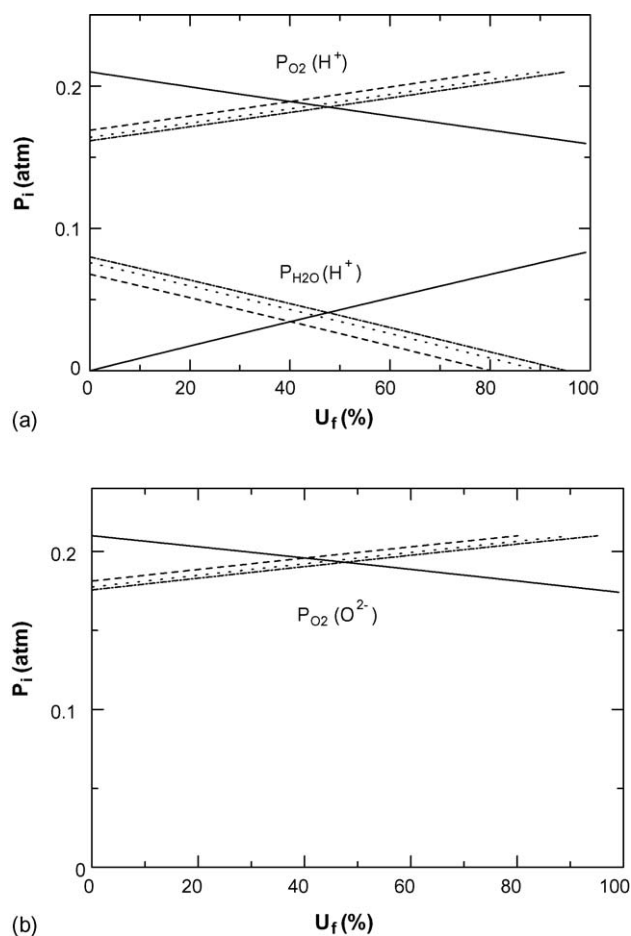 P_O2 (H^+)
0.2
P_i (atm)
0.1
P_H2O (H^+)
0
0 20 40 60 80 100
(a) U_f (%)
0.2
P_O2 (O^2-)
P_i (atm)
0.1
0
0 20 40 60 80 100
(b) U_f (%)